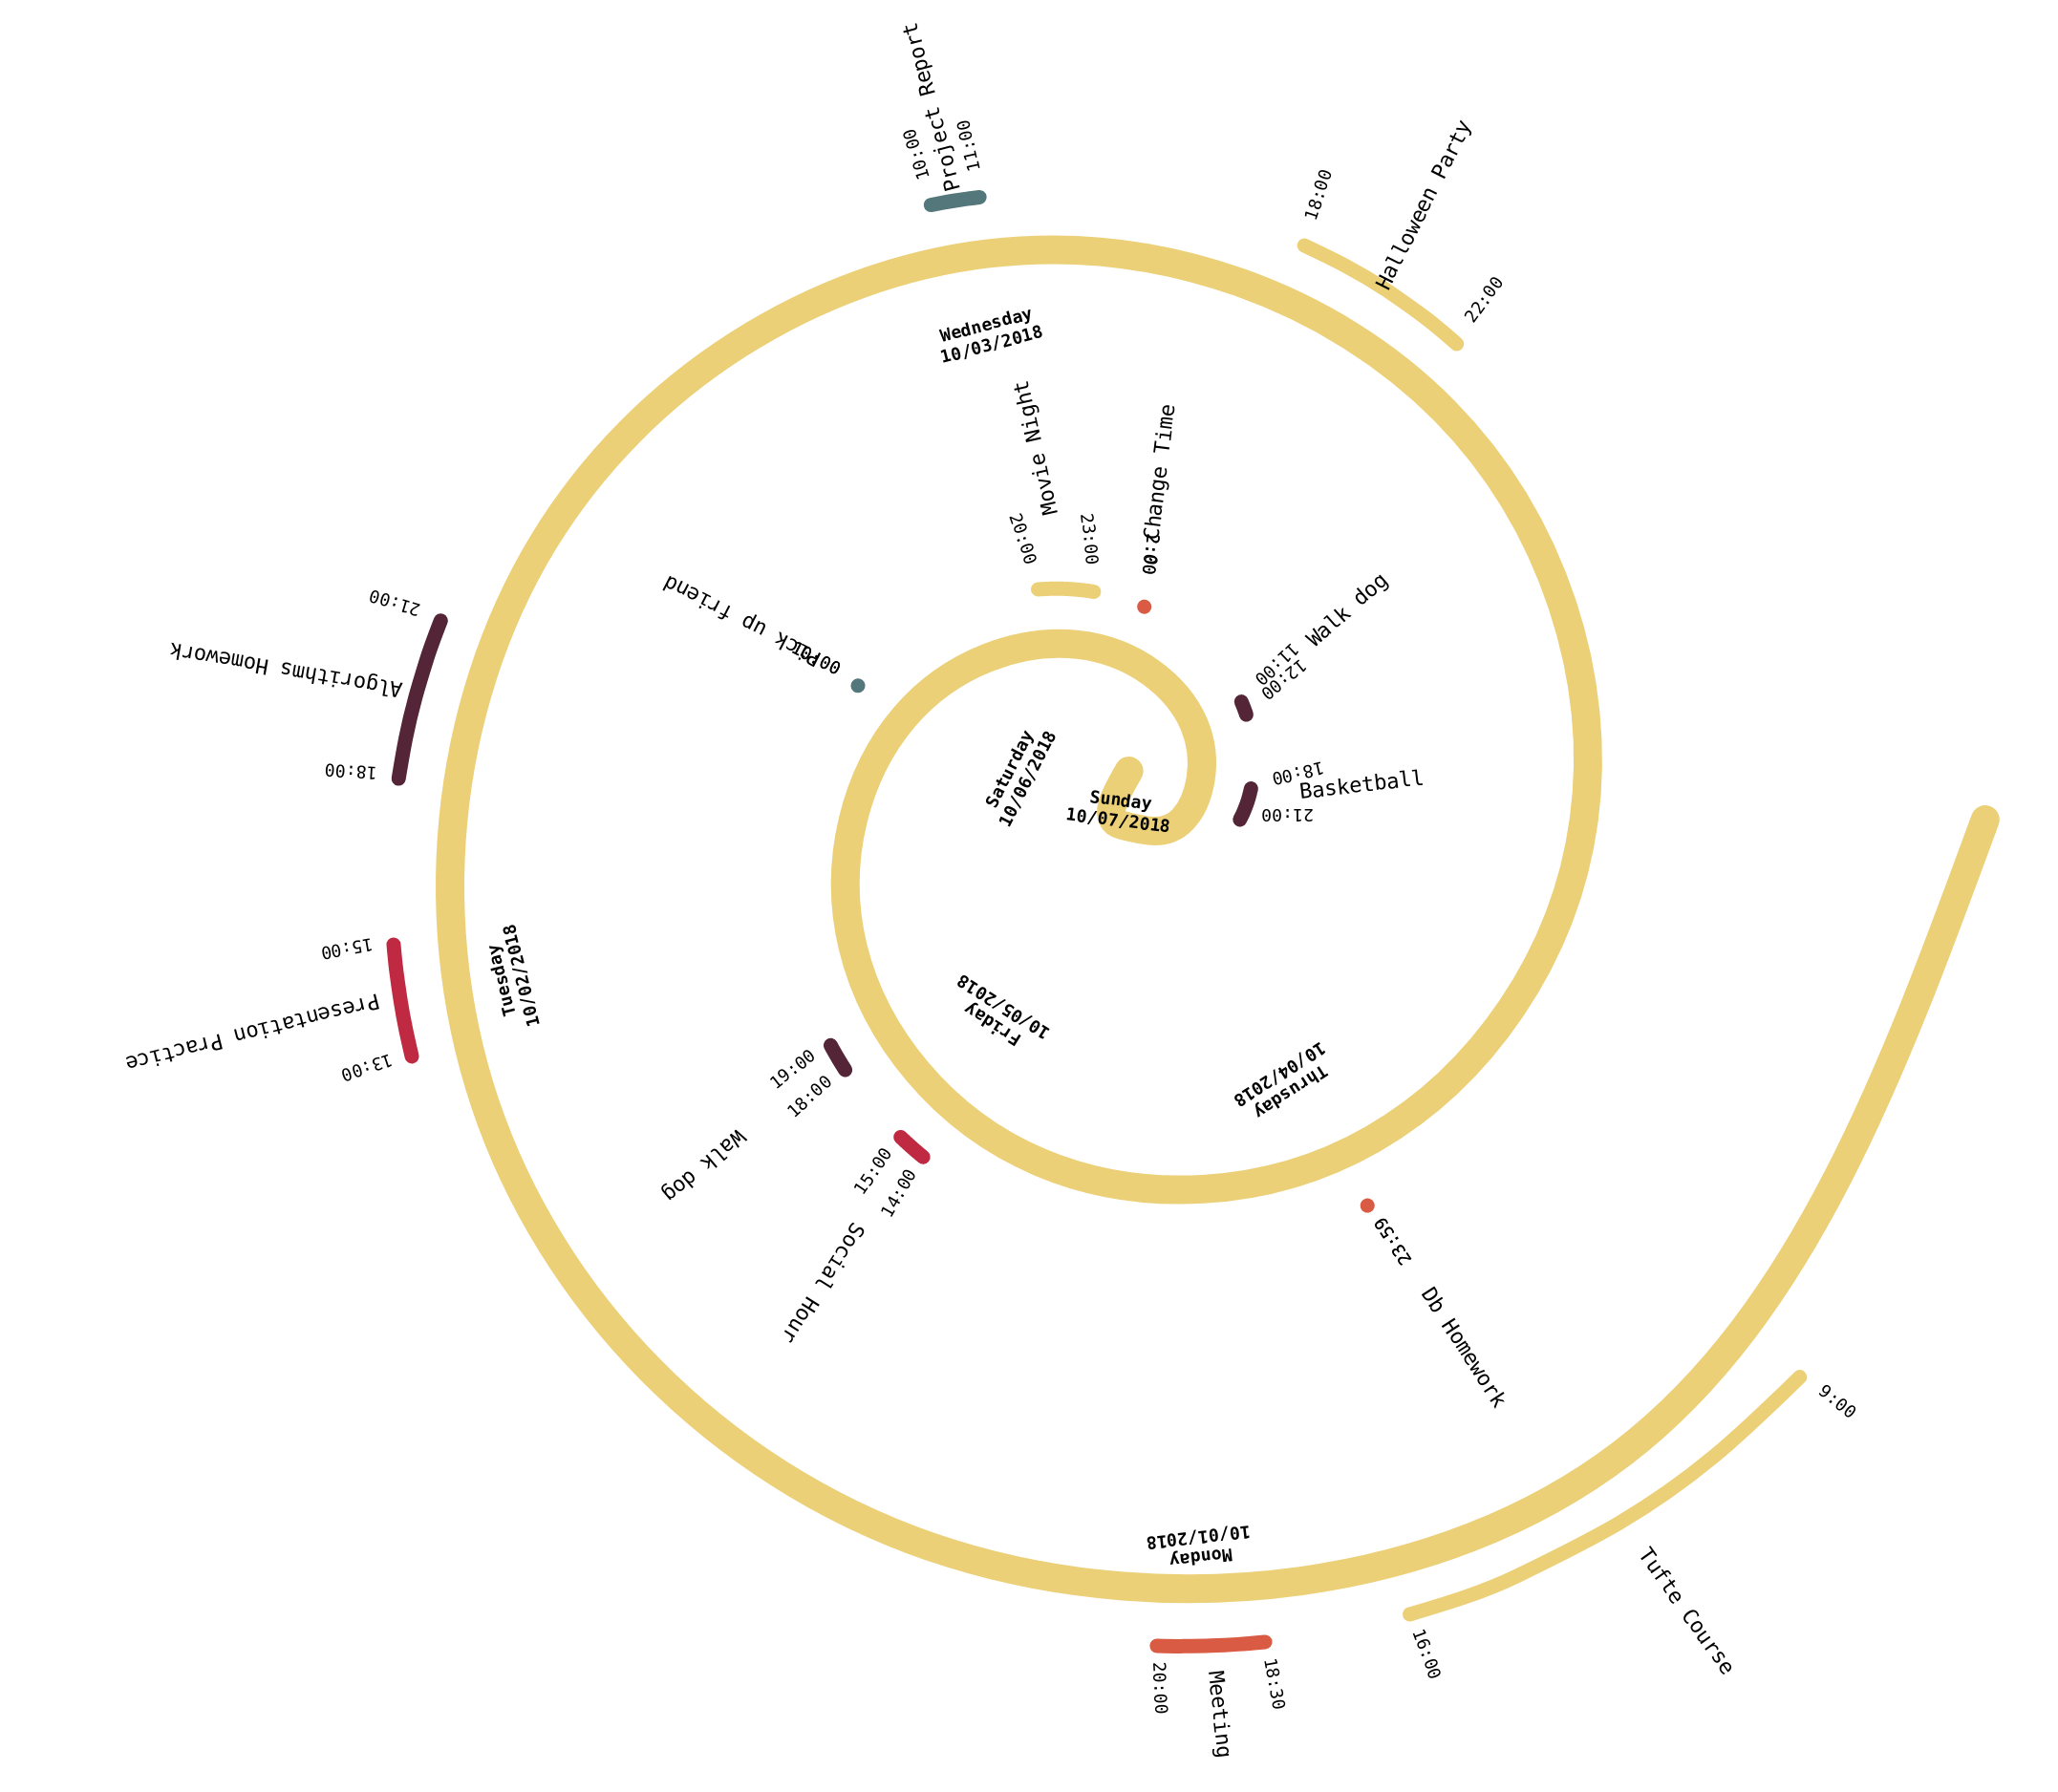 Monday
10/01/2018
9:00
Tufte Course
16:00
18:30
Meeting
20:00
Tuesday
10/02/2018
13:00
Presentation Practice
15:00
18:00
Algorithms Homework
21:00
Wednesday
10/03/2018
10:00
Project Report
11:00
18:00
Halloween Party
22:00
Thrusday
10/04/2018
23:59
Db Homework
Friday
10/05/2018
14:00
Social Hour
15:00
18:00
Walk dog
19:00
Saturday
10/06/2018
10:00
Pick up friend
20:00
Movie Night
23:00
Sunday
10/07/2018
2:00
Change Time
11:00
Walk dog
12:00
18:00
Basketball
21:00